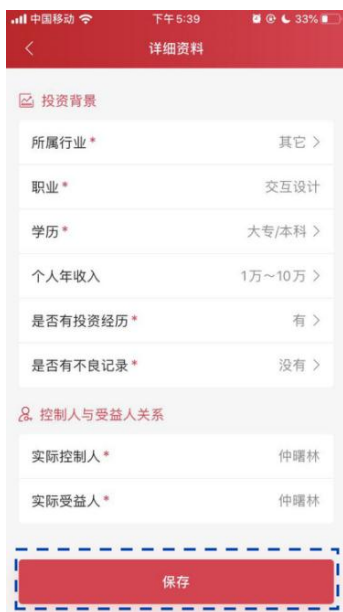 中国移动 下午5:39 33%
详细资料
投资背景
所属行业* 其它 >
职业* 交互设计
学历* 大专/本科 >
个人年收入 1万～10万 >
是否有投资经历* 有 >
是否有不良记录* 没有 >
控制人与受益人关系
实际控制人* 仲曙林
实际受益人* 仲曙林
保存